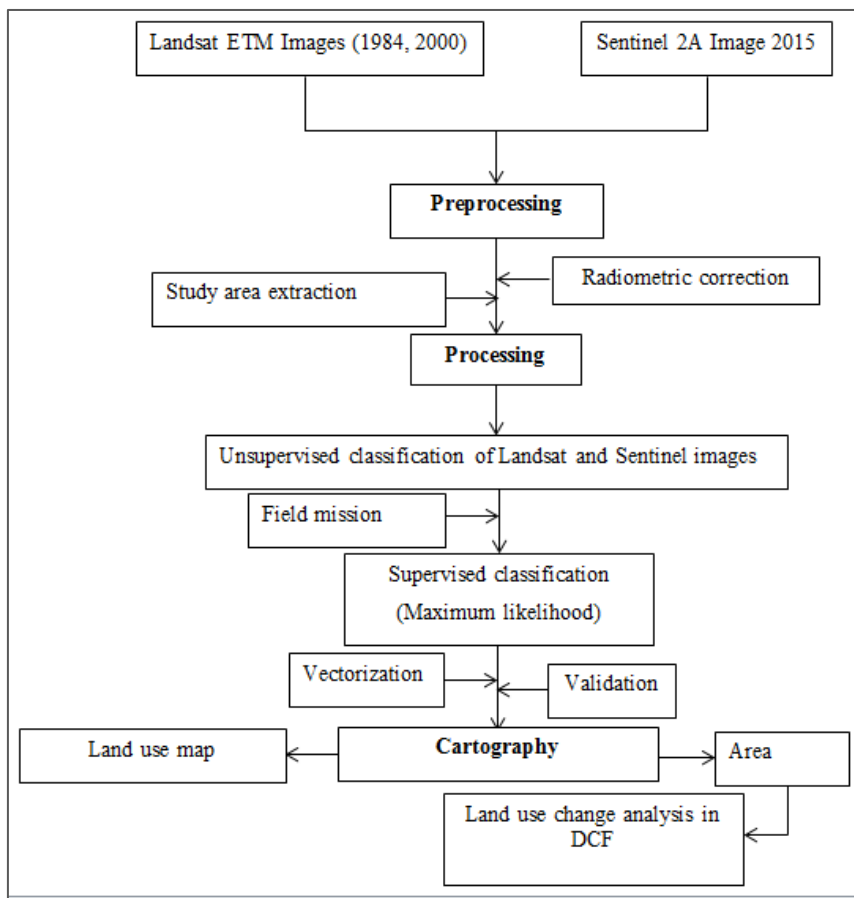 Landsat ETM Images (1984, 2000)
Sentinel 2A Image 2015
Preprocessing
Radiometric correction
Study area extraction
Processing
Unsupervised classification of Landsat and Sentinel images
Field mission
Supervised classification
(Maximum likelihood)
Vectorization
Validation
Land use map
Cartography
Area
Land use change analysis in
DCF